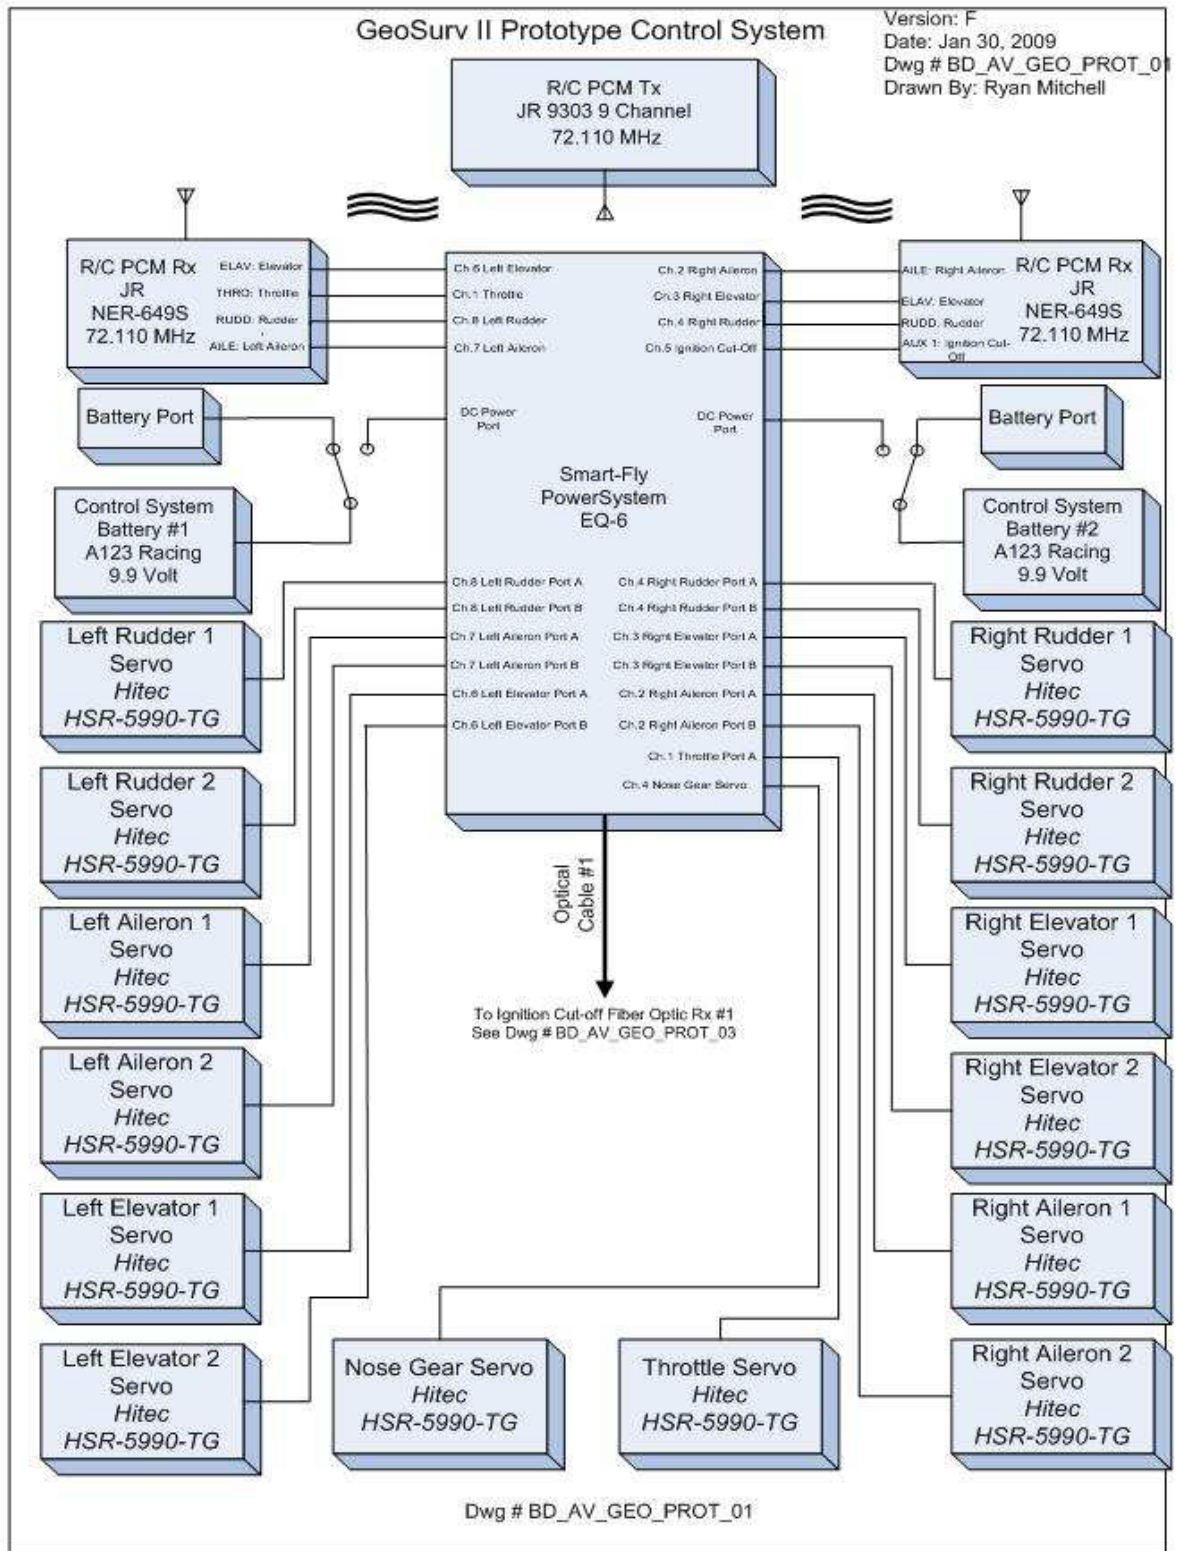 GeoSurv II Prototype Control System
Version: F
Date: Jan 30, 2009
Dwg # BD_AV_GEO_PROT_01
Drawn By: Ryan Mitchell
R/C PCM Tx
JR 9303 9 Channel
72.110 MHz
R/C PCM Rx
JR
NER-649S
72.110 MHz
ELAV: Elevator
THRO: Throttle
RUDD: Rudder
AILE: Left Aileron
Ch.6 Left Elevator
Ch.1 Throttle
Ch.8 Left Rudder
Ch.7 Left Aileron
Ch.2 Right Aileron
Ch.3 Right Elevator
Ch.4 Right Rudder
Ch.5 Ignition Cut-Off
AILE: Right Aileron
ELAV: Elevator
RUDD: Rudder
AUX 1: Ignition Cut-
Off
R/C PCM Rx
JR
NER-649S
72.110 MHz
Battery Port
DC Power
Port
DC Power
Port
Battery Port
Smart-Fly
PowerSystem
EQ-6
Control System
Battery #1
A123 Racing
9.9 Volt
Control System
Battery #2
A123 Racing
9.9 Volt
Ch.8 Left Rudder Port A
Ch.8 Left Rudder Port B
Ch.7 Left Aileron Port A
Ch.7 Left Aileron Port B
Ch.6 Left Elevator Port A
Ch.6 Left Elevator Port B
Ch.4 Right Rudder Port A
Ch.4 Right Rudder Port B
Ch.3 Right Elevator Port A
Ch.3 Right Elevator Port B
Ch.2 Right Aileron Port A
Ch.2 Right Aileron Port B
Ch.1 Throttle Port A
Ch.4 Nose Gear Servo
Left Rudder 1
Servo
Hitec
HSR-5990-TG
Left Rudder 2
Servo
Hitec
HSR-5990-TG
Left Aileron 1
Servo
Hitec
HSR-5990-TG
Left Aileron 2
Servo
Hitec
HSR-5990-TG
Left Elevator 1
Servo
Hitec
HSR-5990-TG
Left Elevator 2
Servo
Hitec
HSR-5990-TG
Optical
Cable #1
To Ignition Cut-off Fiber Optic Rx #1
See Dwg # BD_AV_GEO_PROT_03
Right Rudder 1
Servo
Hitec
HSR-5990-TG
Right Rudder 2
Servo
Hitec
HSR-5990-TG
Right Elevator 1
Servo
Hitec
HSR-5990-TG
Right Elevator 2
Servo
Hitec
HSR-5990-TG
Right Aileron 1
Servo
Hitec
HSR-5990-TG
Right Aileron 2
Servo
Hitec
HSR-5990-TG
Nose Gear Servo
Hitec
HSR-5990-TG
Throttle Servo
Hitec
HSR-5990-TG
Dwg # BD_AV_GEO_PROT_01